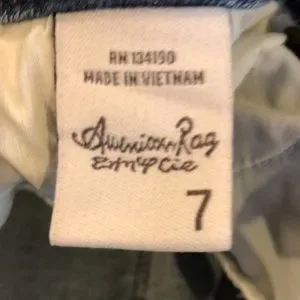 RN 134190
MADE IN VIETNAM
American Rag
Cie
7